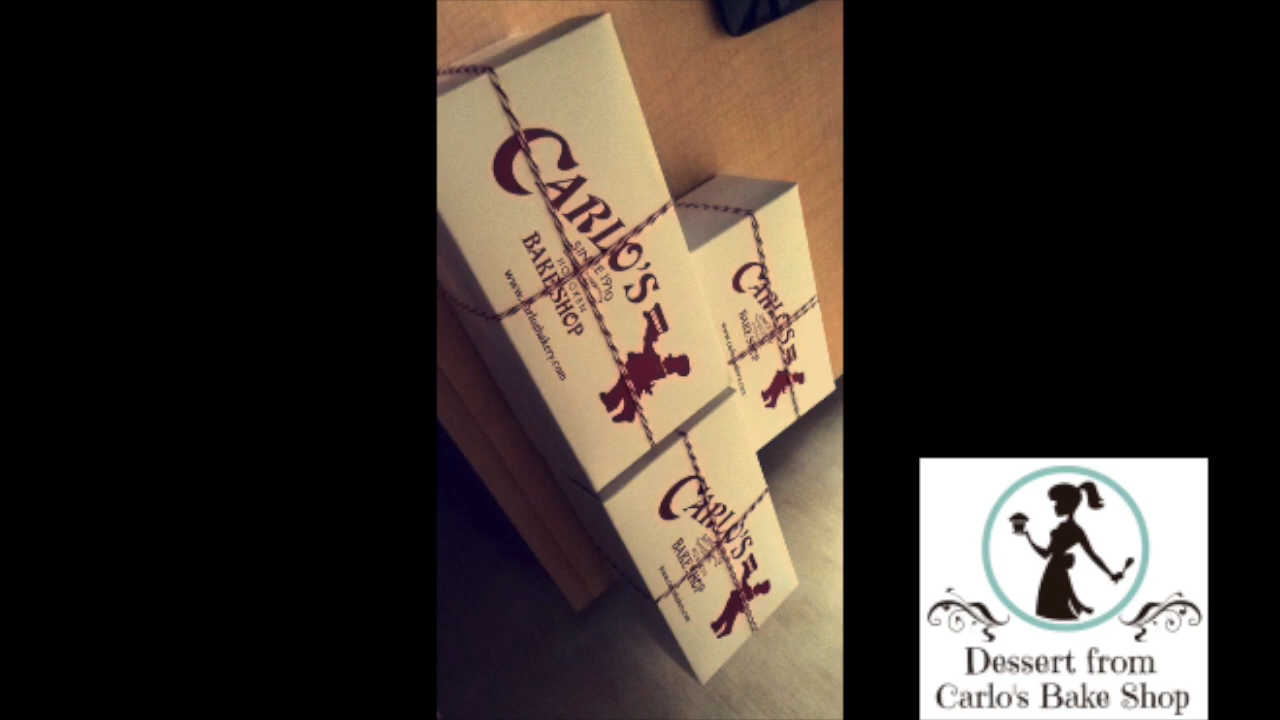 CARLO'S
SINCE 1910
HOBOKEN
BAKE SHOP
www.carlosbakery.com
CARLO'S
BAKE SHOP
CARLO'S
BAKE SHOP
Dessert from
Carlo's Bake Shop